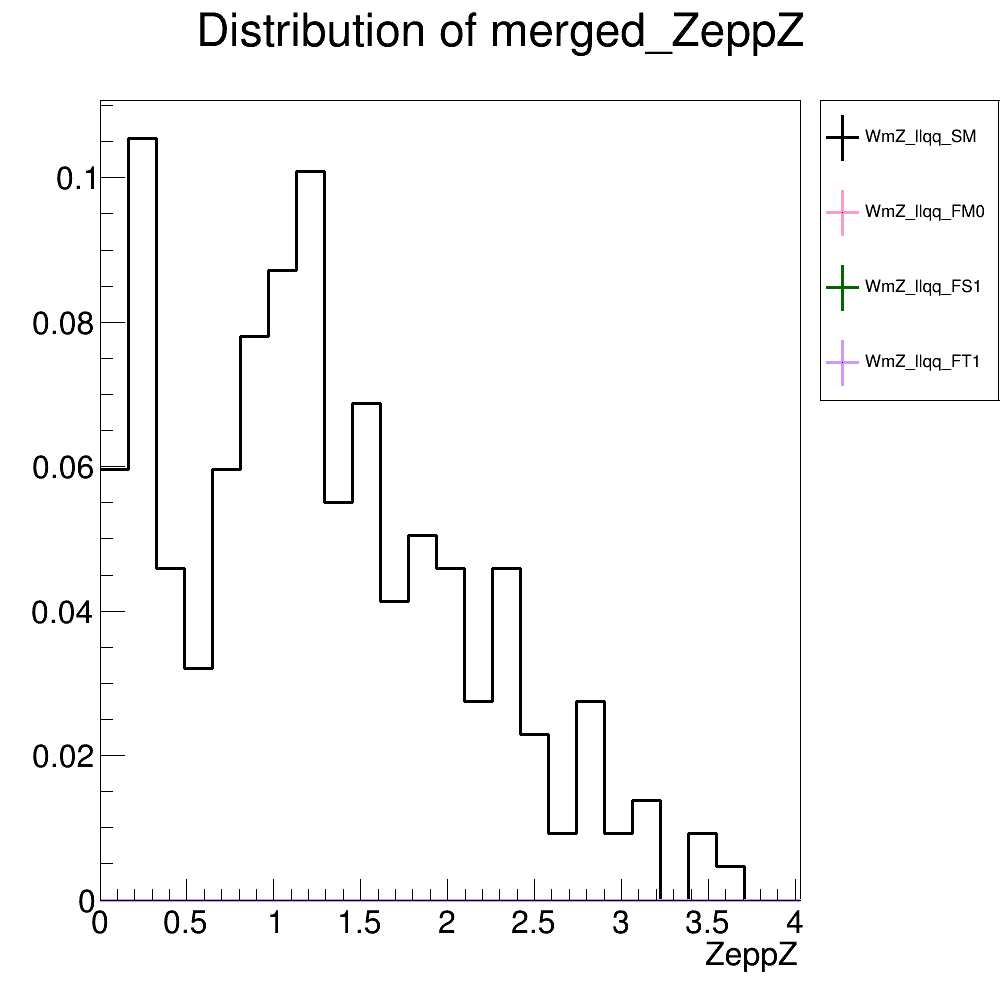 Distribution of merged_ZeppZ
WmZ_llqq_SM
WmZ_llqq_FM0
WmZ_llqq_FS1
WmZ_llqq_FT1
0.1
0.08
0.06
0.04
0.02
0
0 0.5 1 1.5 2 2.5 3 3.5 4
ZeppZ